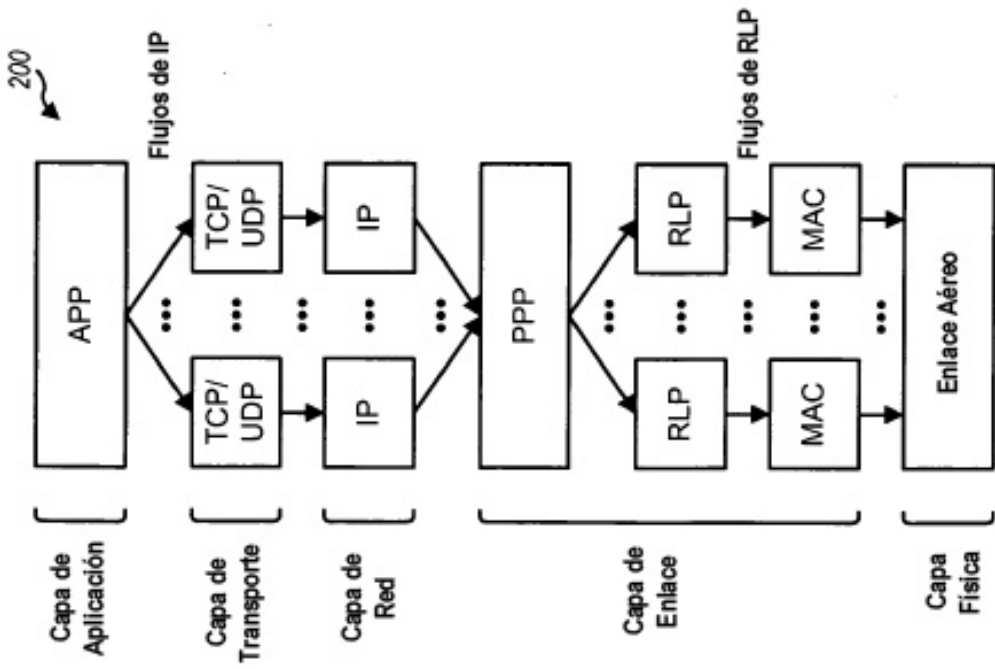 200
Capa de
Aplicación
APP
Flujos de IP
•••
Capa de
Transporte
TCP/
UDP
•••
TCP/
UDP
•••
Capa de
Red
IP
•••
IP
•••
Capa de
Enlace
PPP
•••
RLP
•••
RLP
•••
Flujos de RLP
MAC
•••
MAC
•••
Capa
Física
Enlace Aéreo